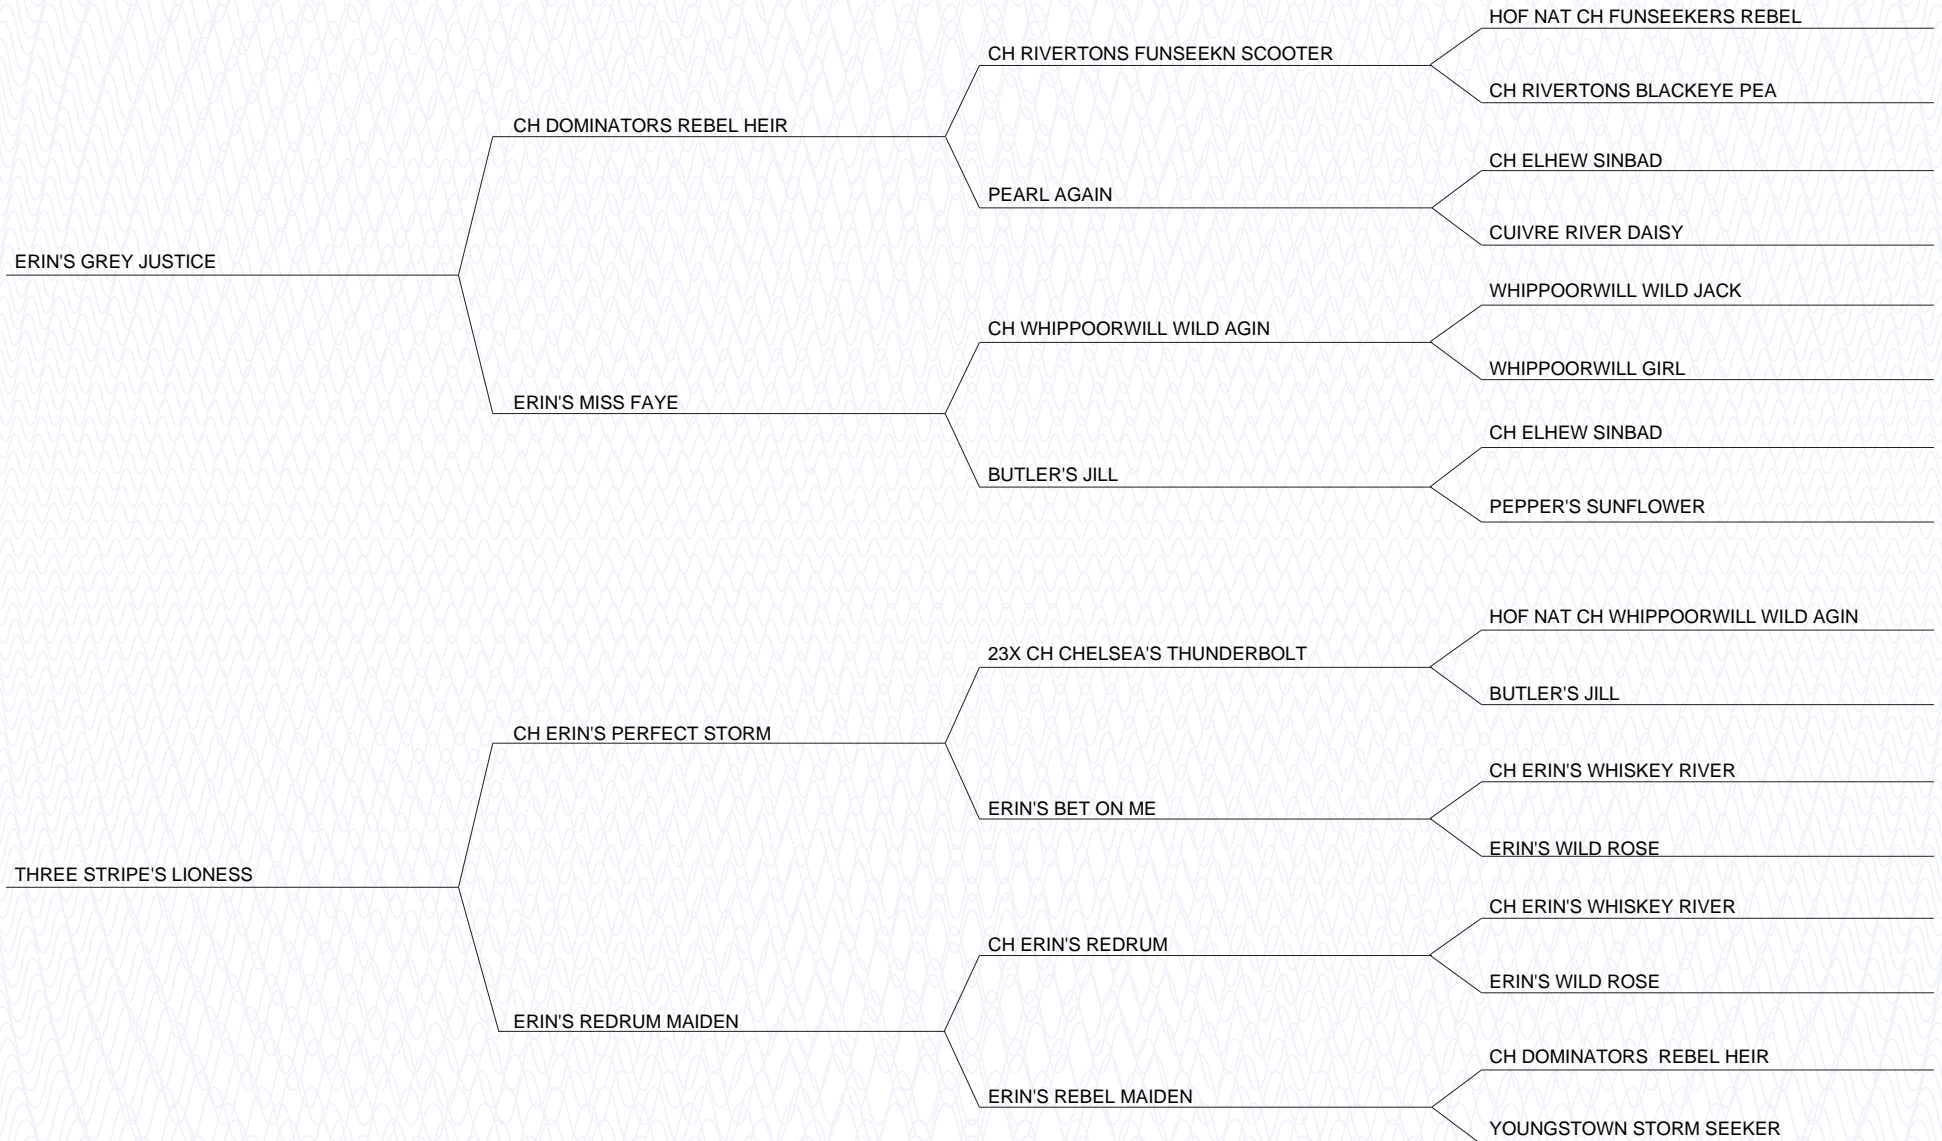 HOF NAT CH FUNSEEKERS REBEL
CH RIVERTONS FUNSEEKN SCOOTER
CH RIVERTONS BLACKEYE PEA
CH DOMINATORS REBEL HEIR
CH ELHEW SINBAD
PEARL AGAIN
CUIVRE RIVER DAISY
ERIN'S GREY JUSTICE
WHIPPOORWILL WILD JACK
CH WHIPPOORWILL WILD AGIN
WHIPPOORWILL GIRL
ERIN'S MISS FAYE
CH ELHEW SINBAD
BUTLER'S JILL
PEPPER'S SUNFLOWER
HOF NAT CH WHIPPOORWILL WILD AGIN
23X CH CHELSEA'S THUNDERBOLT
BUTLER'S JILL
CH ERIN'S PERFECT STORM
CH ERIN'S WHISKEY RIVER
ERIN'S BET ON ME
ERIN'S WILD ROSE
THREE STRIPE'S LIONESS
CH ERIN'S WHISKEY RIVER
CH ERIN'S REDRUM
ERIN'S WILD ROSE
ERIN'S REDRUM MAIDEN
CH DOMINATORS  REBEL HEIR
ERIN'S REBEL MAIDEN
YOUNGSTOWN STORM SEEKER